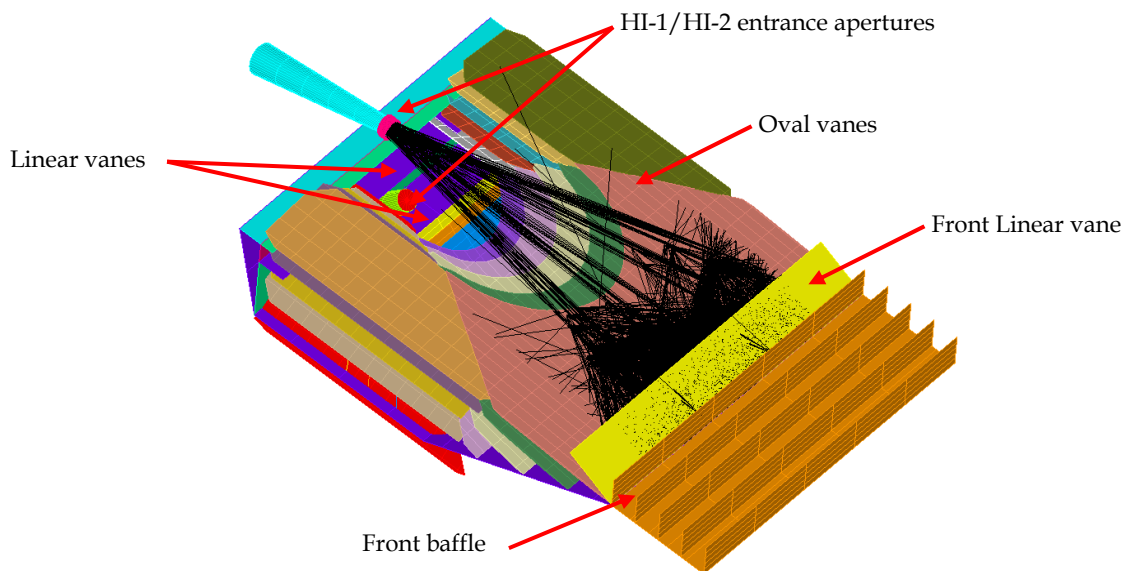 HI-1/HI-2 entrance apertures
Oval vanes
Linear vanes
Front Linear vane
Front baffle